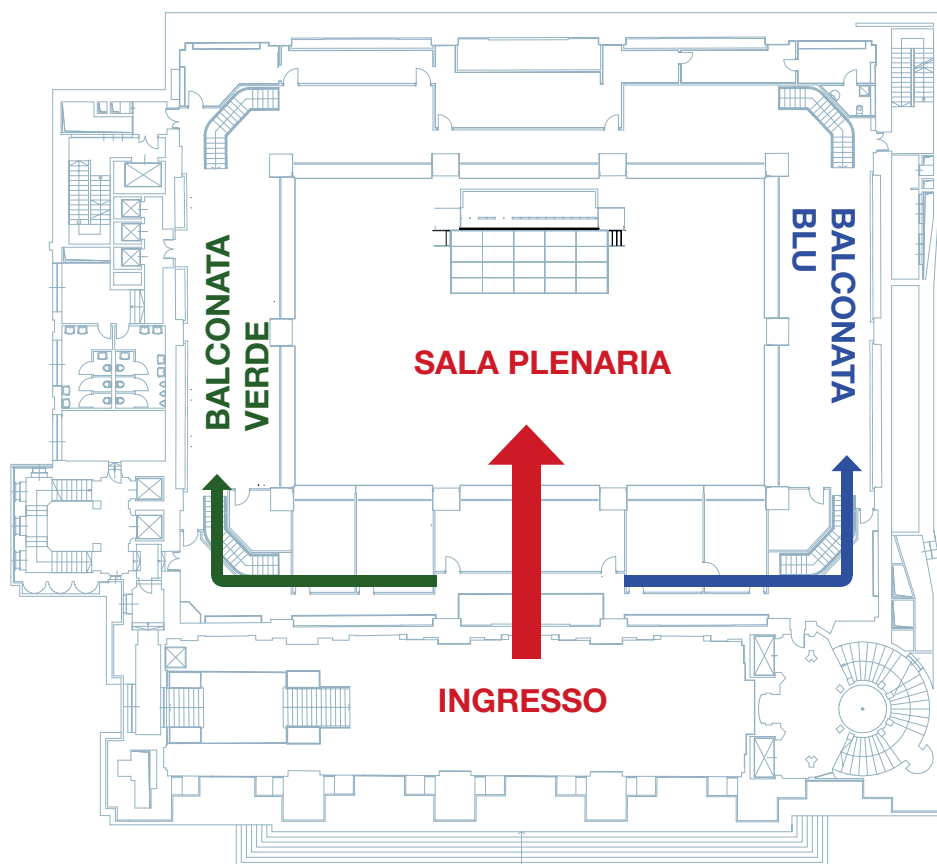 BALCONATA
VERDE
SALA PLENARIA
BALCONATA
BLU
INGRESSO